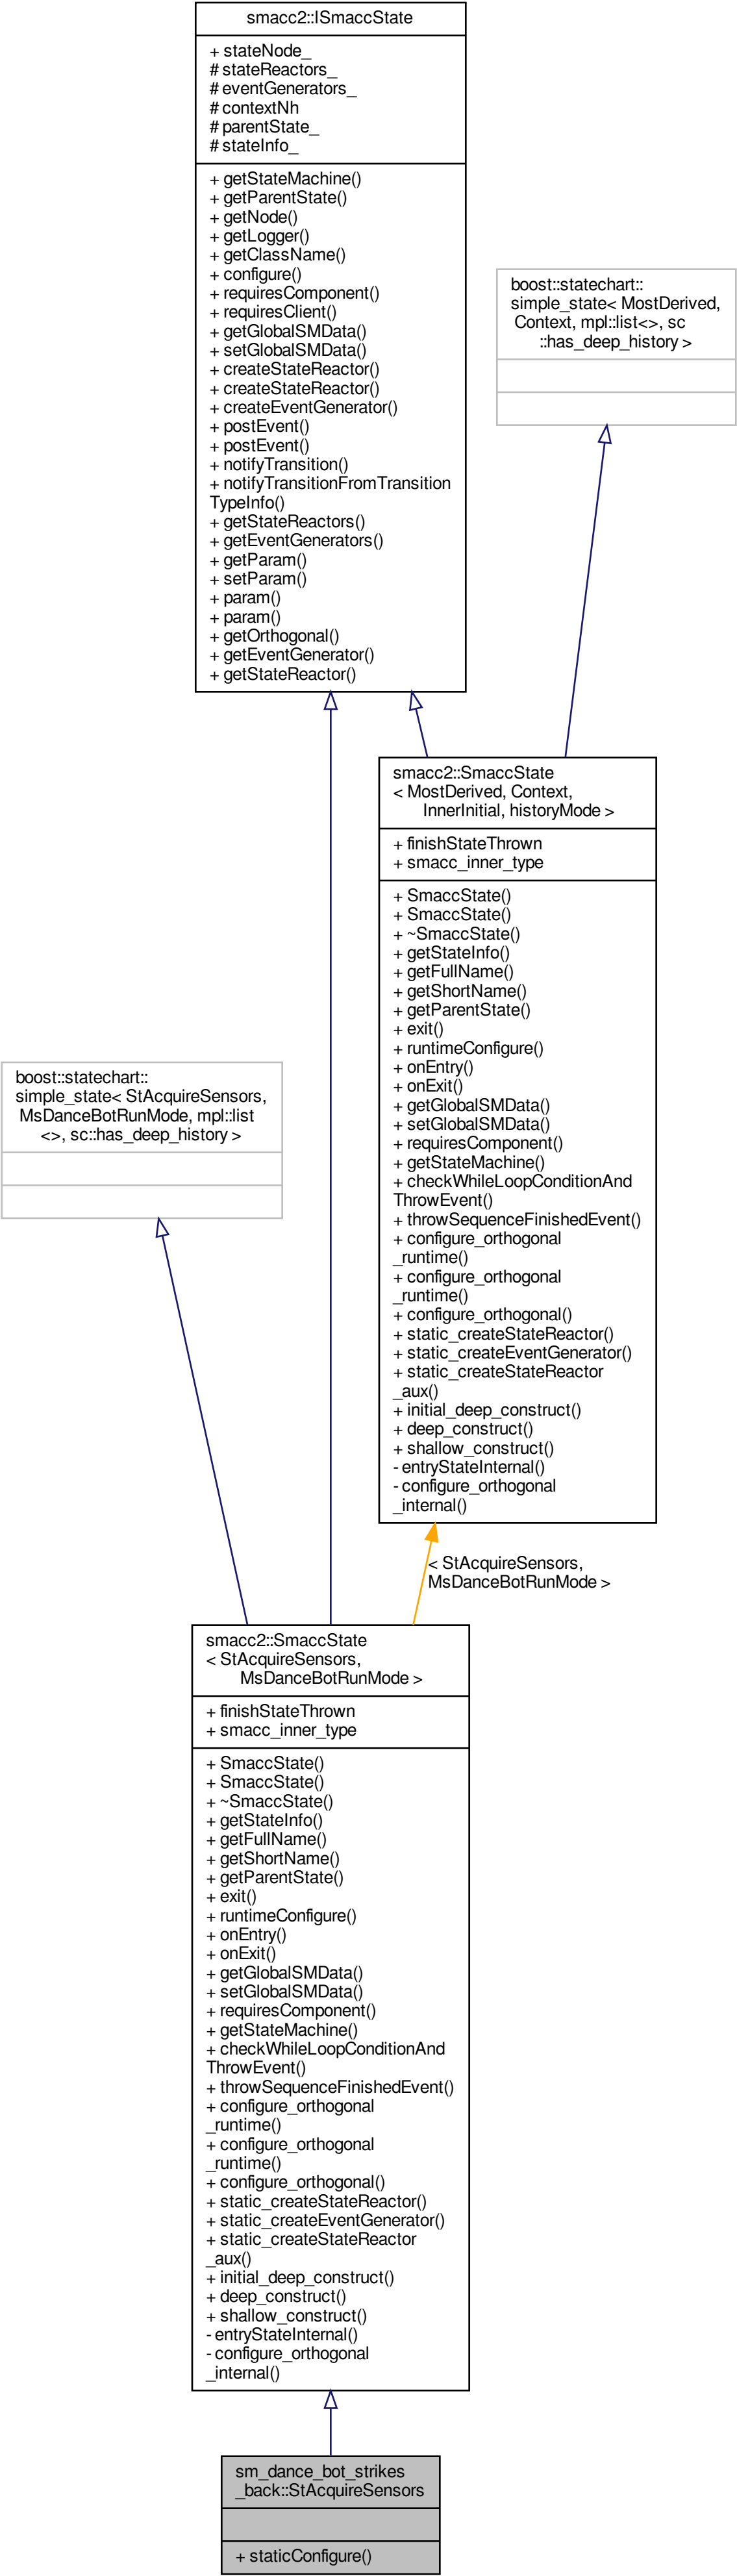 smacc2::ISmaccState
+ stateNode_
# stateReactors_
# eventGenerators_
# contextNh
# parentState_
# stateInfo_
+ getStateMachine()
+ getParentState()
+ getNode()
+ getLogger()
+ getClassName()
+ configure()
+ requiresComponent()
+ requiresClient()
+ getGlobalSMData()
+ setGlobalSMData()
+ createStateReactor()
+ createStateReactor()
+ createEventGenerator()
+ postEvent()
+ postEvent()
+ notifyTransition()
+ notifyTransitionFromTransition
TypeInfo()
+ getStateReactors()
+ getEventGenerators()
+ getParam()
+ setParam()
+ param()
+ param()
+ getOrthogonal()
+ getEventGenerator()
+ getStateReactor()
boost::statechart::
simple_state< MostDerived,
Context, mpl::list<>, sc
::has_deep_history >
smacc2::SmaccState
< MostDerived, Context,
InnerInitial, historyMode >
+ finishStateThrown
+ smacc_inner_type
+ SmaccState()
+ SmaccState()
+ ~SmaccState()
+ getStateInfo()
+ getFullName()
+ getShortName()
+ getParentState()
+ exit()
+ runtimeConfigure()
+ onEntry()
+ onExit()
+ getGlobalSMData()
+ setGlobalSMData()
+ requiresComponent()
+ getStateMachine()
+ checkWhileLoopConditionAnd
ThrowEvent()
+ throwSequenceFinishedEvent()
+ configure_orthogonal
_runtime()
+ configure_orthogonal
_runtime()
+ configure_orthogonal()
+ static_createStateReactor()
+ static_createEventGenerator()
+ static_createStateReactor
_aux()
+ initial_deep_construct()
+ deep_construct()
+ shallow_construct()
- entryStateInternal()
- configure_orthogonal
_internal()
boost::statechart::
simple_state< StAcquireSensors,
MsDanceBotRunMode, mpl::list
<>, sc::has_deep_history >
< StAcquireSensors,
MsDanceBotRunMode >
smacc2::SmaccState
< StAcquireSensors,
MsDanceBotRunMode >
+ finishStateThrown
+ smacc_inner_type
+ SmaccState()
+ SmaccState()
+ ~SmaccState()
+ getStateInfo()
+ getFullName()
+ getShortName()
+ getParentState()
+ exit()
+ runtimeConfigure()
+ onEntry()
+ onExit()
+ getGlobalSMData()
+ setGlobalSMData()
+ requiresComponent()
+ getStateMachine()
+ checkWhileLoopConditionAnd
ThrowEvent()
+ throwSequenceFinishedEvent()
+ configure_orthogonal
_runtime()
+ configure_orthogonal
_runtime()
+ configure_orthogonal()
+ static_createStateReactor()
+ static_createEventGenerator()
+ static_createStateReactor
_aux()
+ initial_deep_construct()
+ deep_construct()
+ shallow_construct()
- entryStateInternal()
- configure_orthogonal
_internal()
sm_dance_bot_strikes
_back::StAcquireSensors
+ staticConfigure()